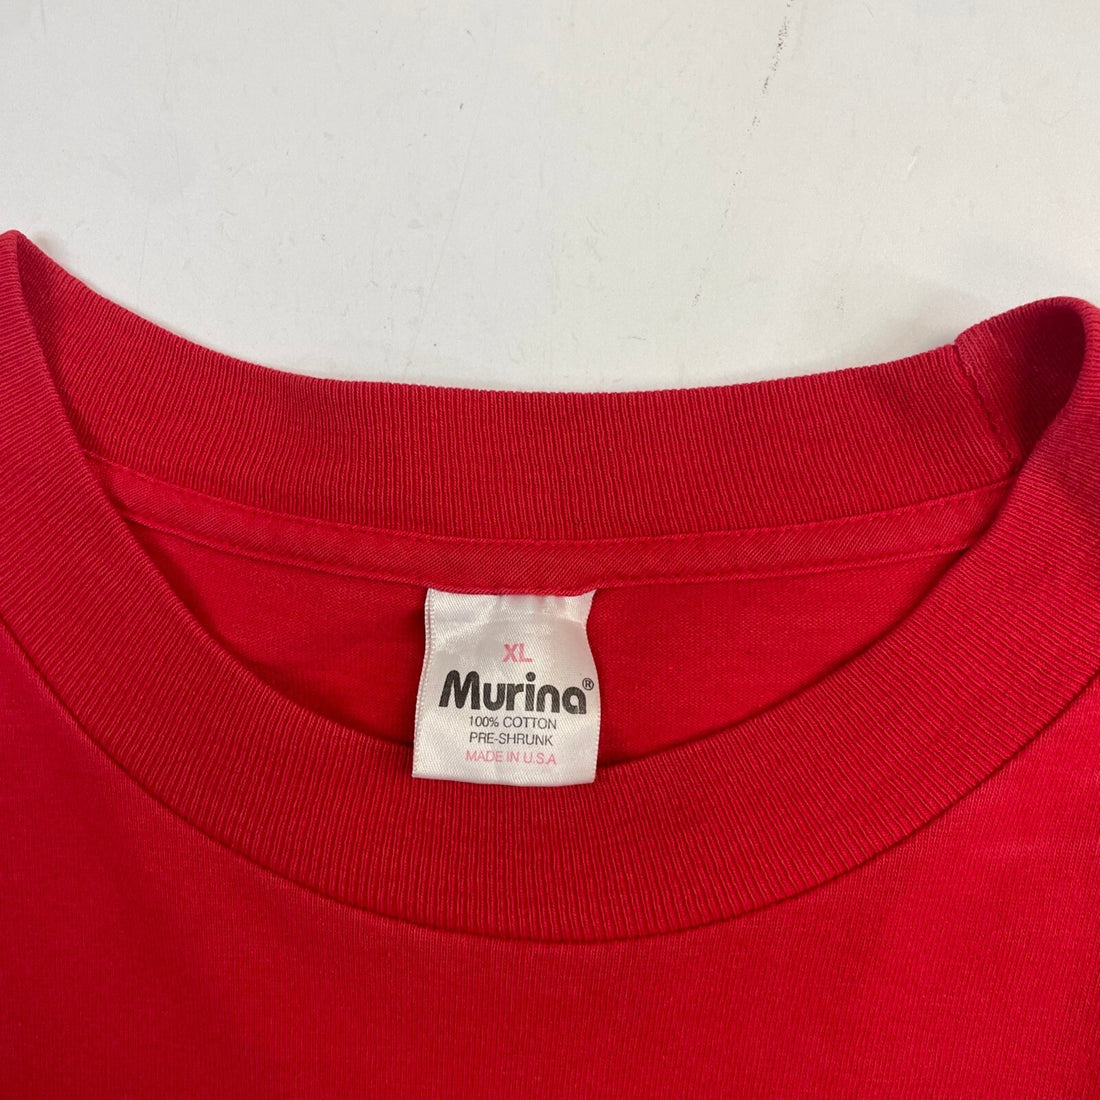 XL
Murina®
100% COTTON
PRE-SHRUNK
MADE IN U.S.A